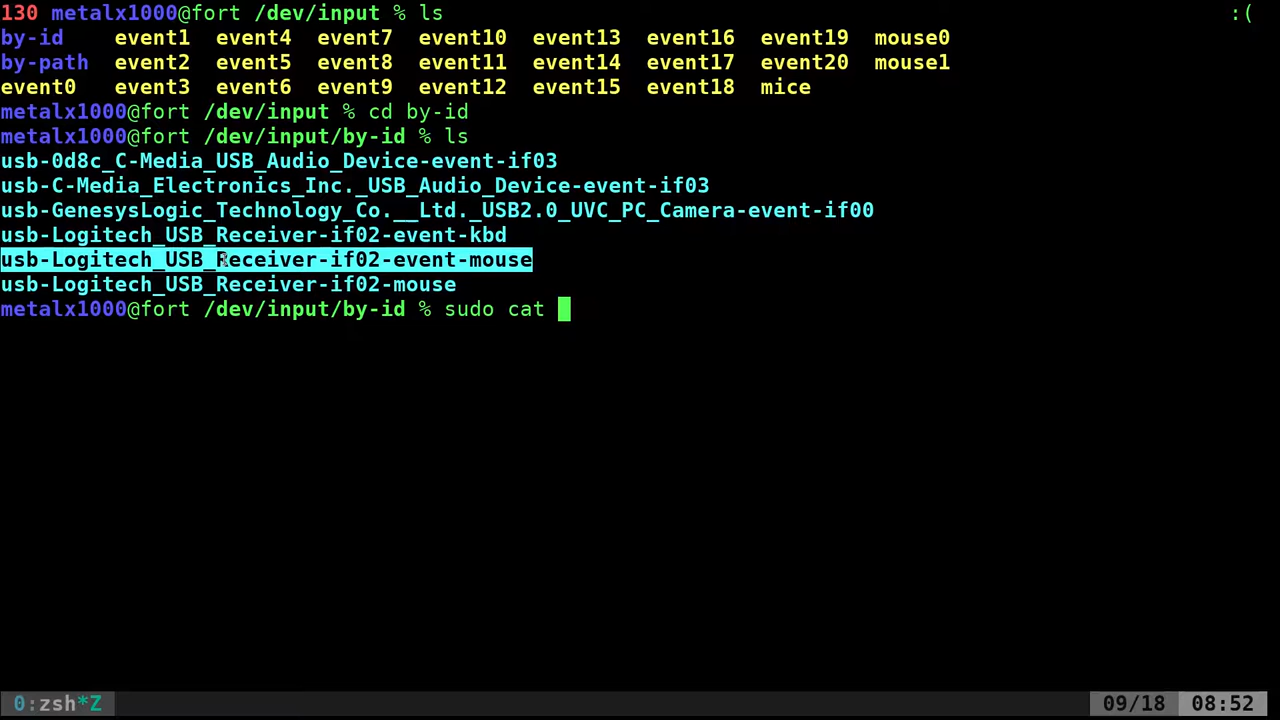 130 metalx1000@fort /dev/input % ls :(
by-id event1 event4 event7 event10 event13 event16 event19 mouse0
by-path event2 event5 event8 event11 event14 event17 event20 mouse1
event0 event3 event6 event9 event12 event15 event18 mice
metalx1000@fort /dev/input % cd by-id
metalx1000@fort /dev/input/by-id % ls
usb-0d8c_C-Media_USB_Audio_Device-event-if03
usb-C-Media_Electronics_Inc._USB_Audio_Device-event-if03
usb-GenesysLogic_Technology_Co.__Ltd._USB2.0_UVC_PC_Camera-event-if00
usb-Logitech_USB_Receiver-if02-event-kbd
usb-Logitech_USB_Receiver-if02-event-mouse
usb-Logitech_USB_Receiver-if02-mouse
metalx1000@fort /dev/input/by-id % sudo cat
0:zsh*Z 09/18 08:52